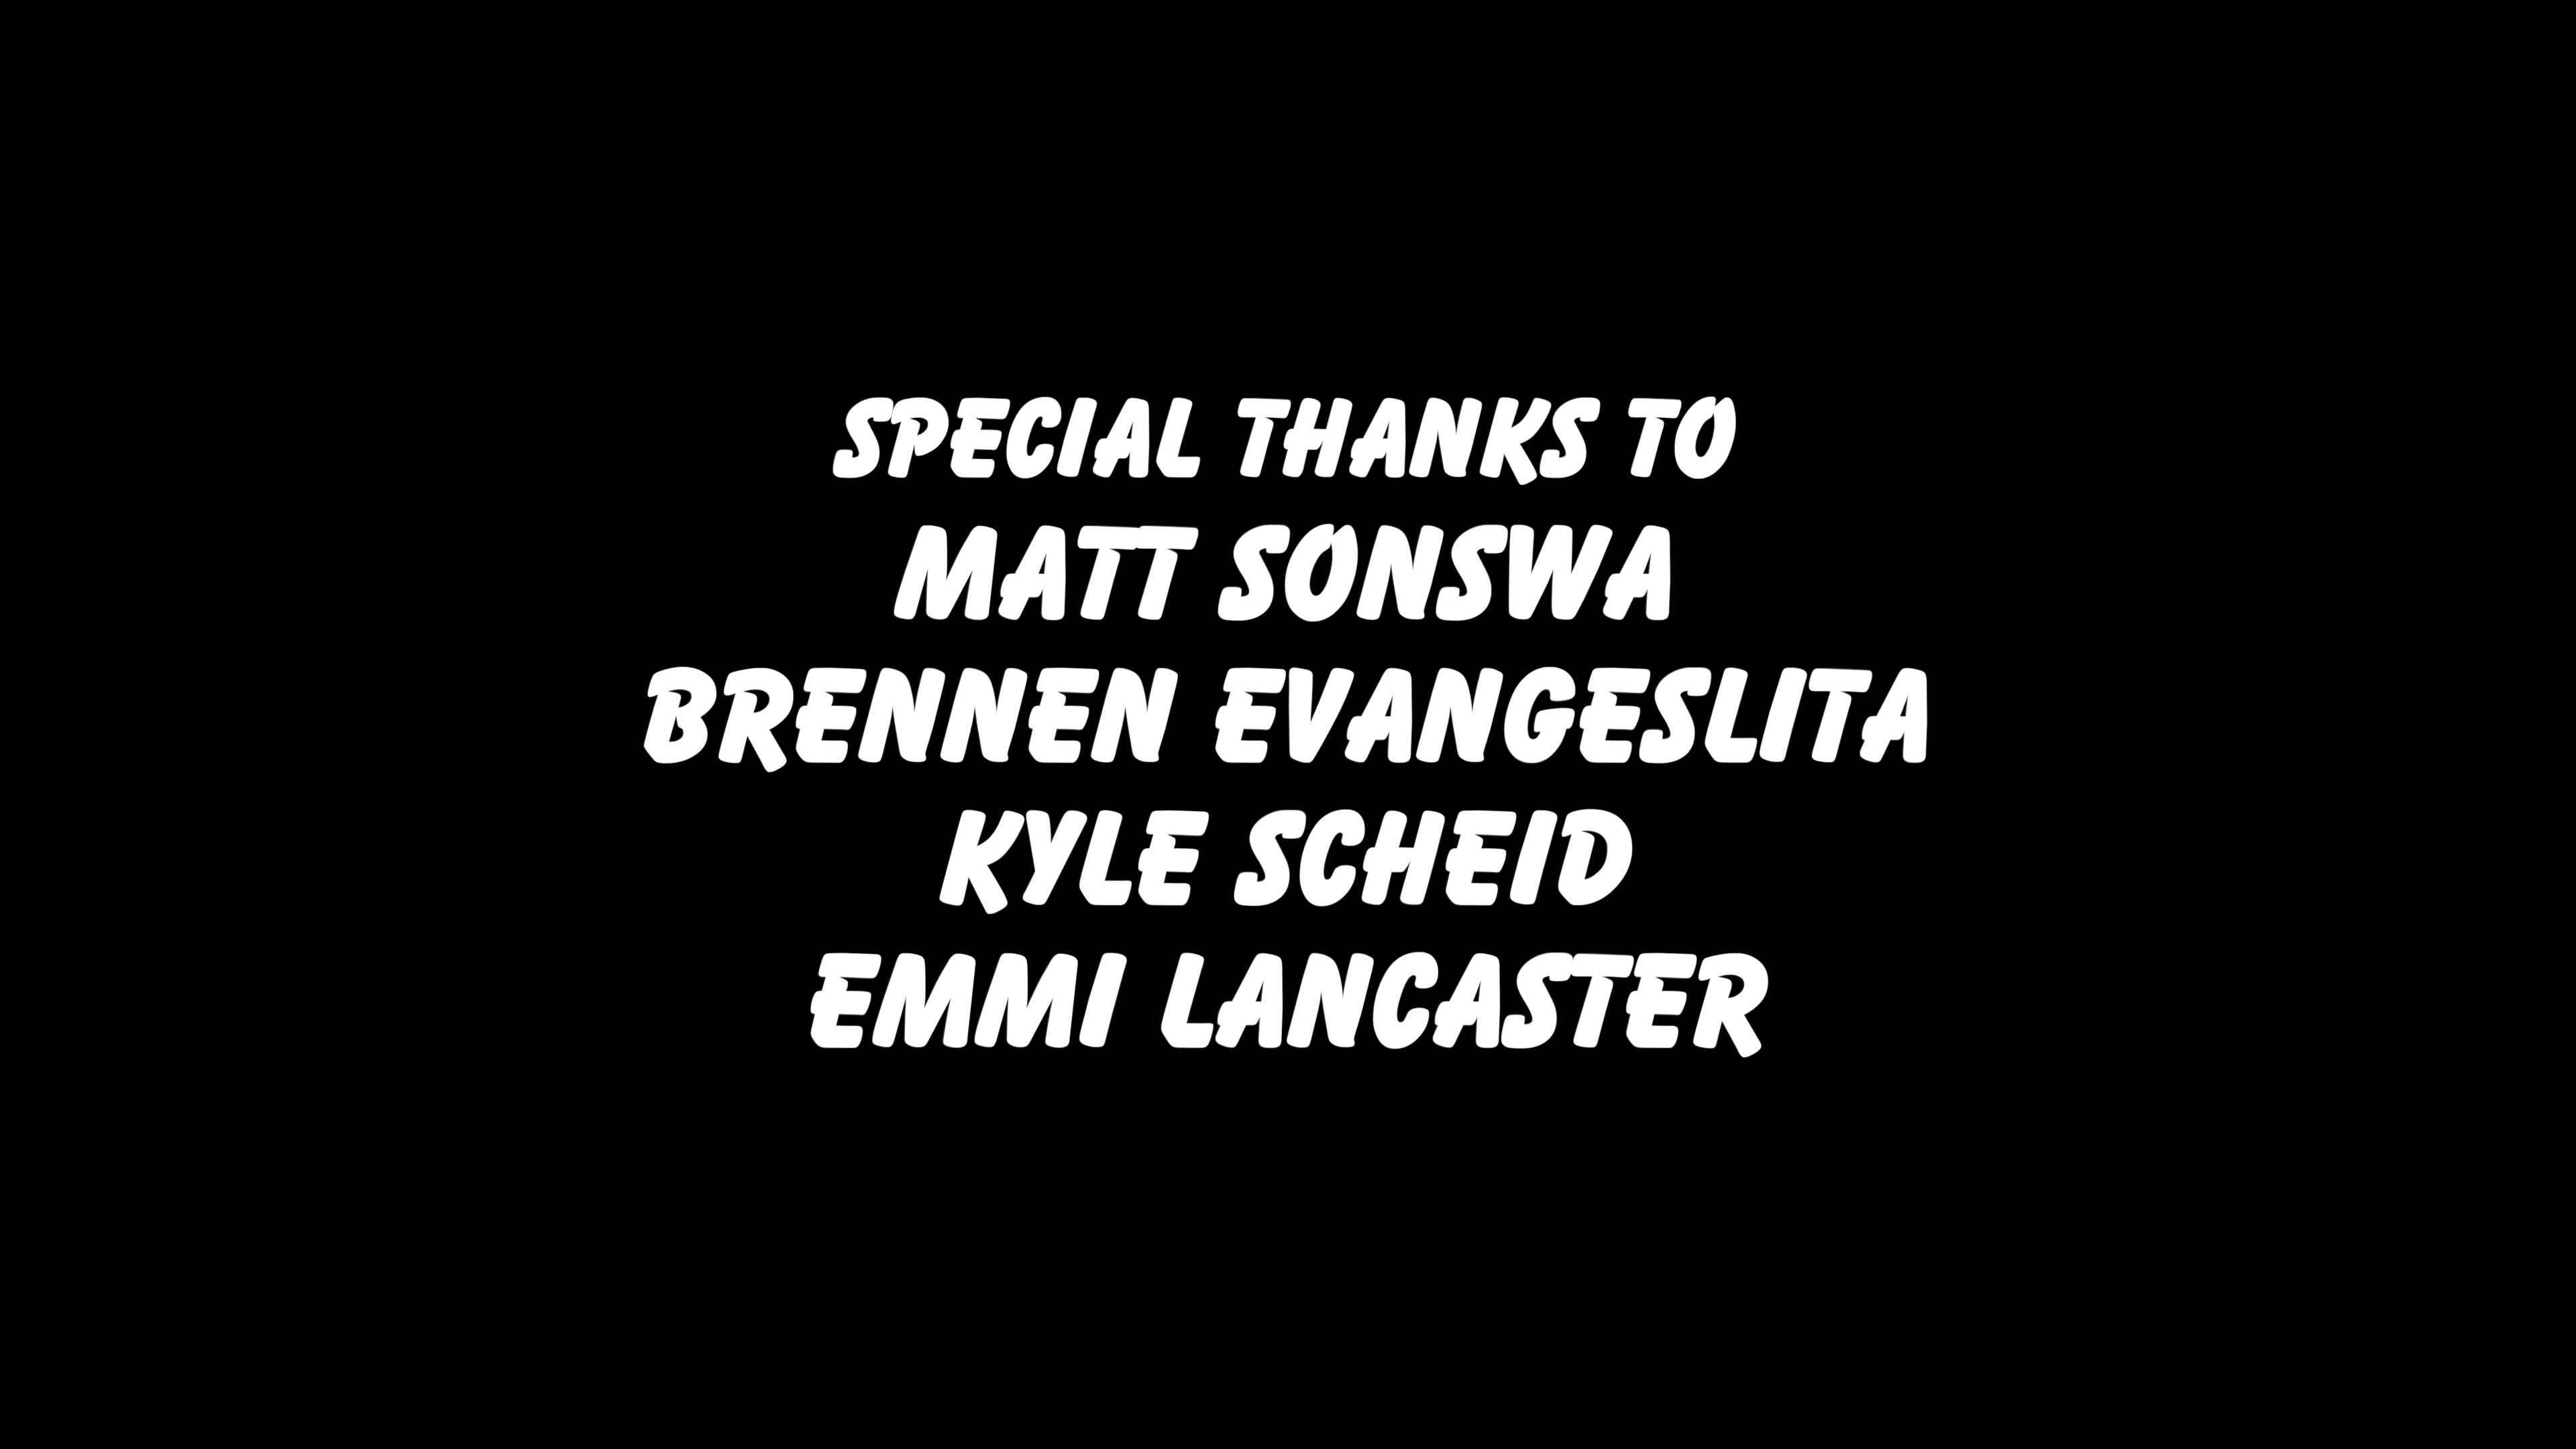 SPECIAL THANKS TO
MATT SONSWA
BRENNEN EVANGESLITA
KYLE SCHEID
EMMI LANCASTER